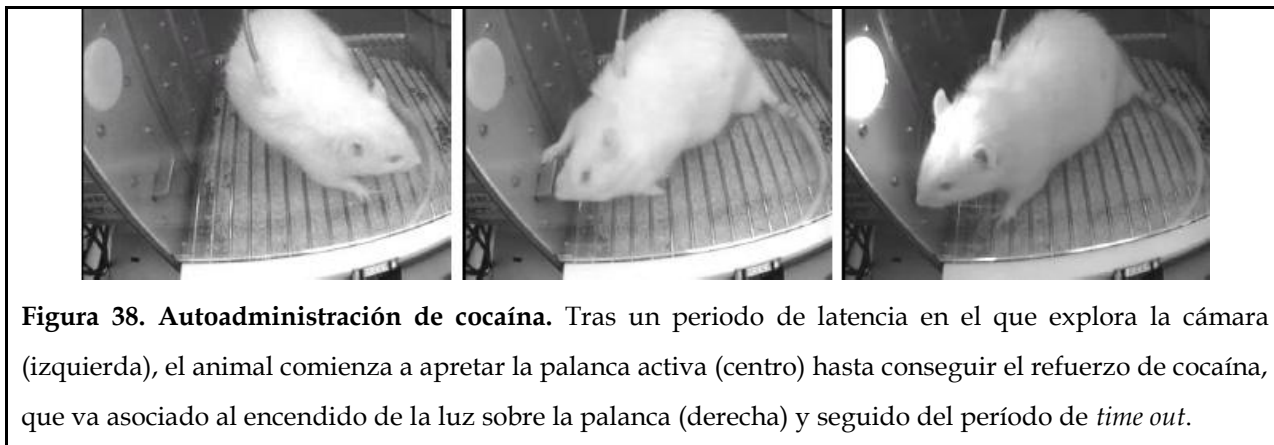 Figura 38. Autoadministración de cocaína. Tras un periodo de latencia en el que explora la cámara
(izquierda), el animal comienza a apretar la palanca activa (centro) hasta conseguir el refuerzo de cocaína,
que va asociado al encendido de la luz sobre la palanca (derecha) y seguido del período de time out.